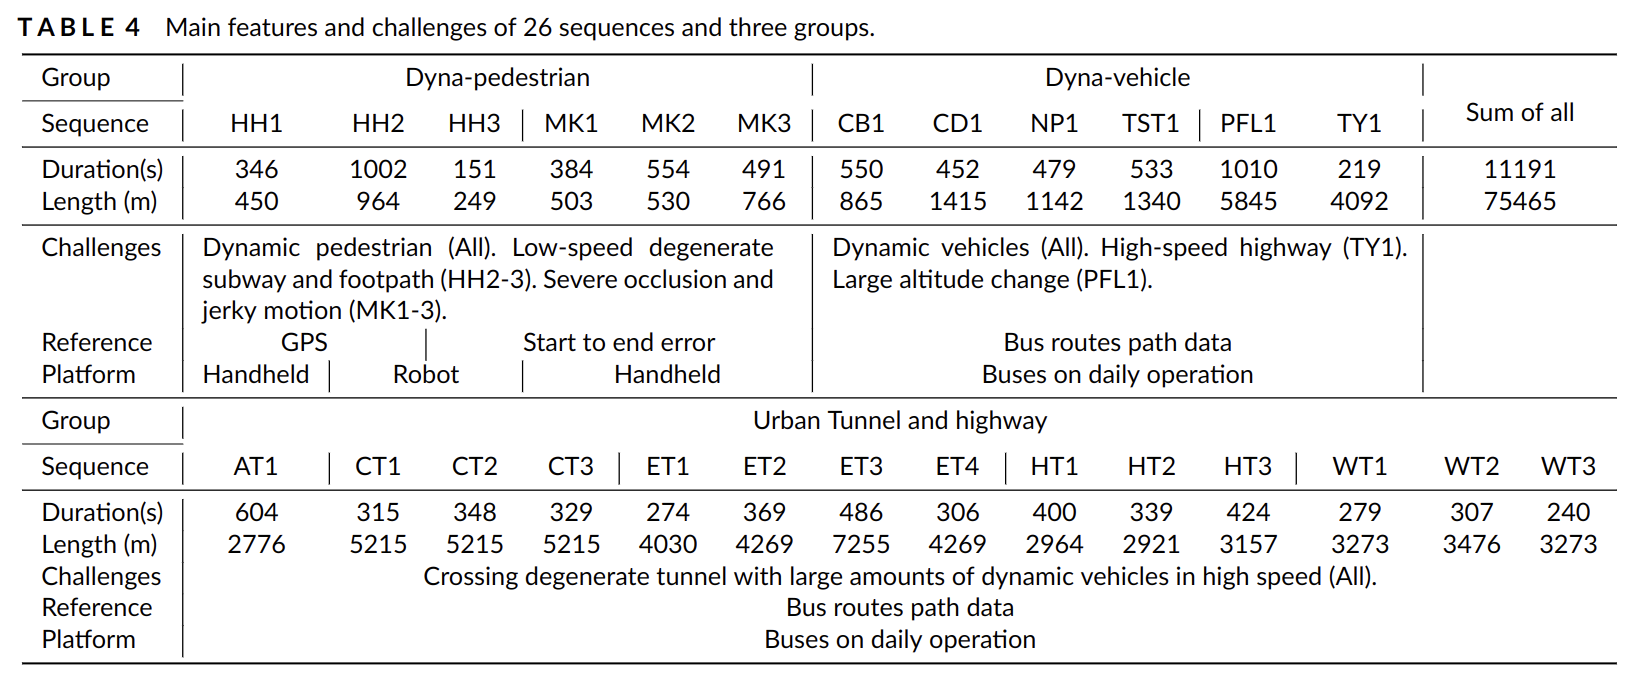 TABLE 4 Main features and challenges of 26 sequences and three groups.
Group Dyna-pedestrian Dyna-vehicle Sum of all
Sequence HH1 HH2 HH3 MK1 MK2 MK3 CB1 CD1 NP1 TST1 PFL1 TY1
Duration(s) 346 1002 151 384 554 491 550 452 479 533 1010 219 11191
Length (m) 450 964 249 503 530 766 865 1415 1142 1340 5845 4092 75465
Challenges Dynamic pedestrian (All). Low-speed degenerate Dynamic vehicles (All). High-speed highway (TY1).
subway and footpath (HH2-3). Severe occlusion and Large altitude change (PFL1).
jerky motion (MK1-3).
Reference GPS Start to end error Bus routes path data
Platform Handheld Robot Handheld Buses on daily operation
Group Urban Tunnel and highway
Sequence AT1 CT1 CT2 CT3 ET1 ET2 ET3 ET4 HT1 HT2 HT3 WT1 WT2 WT3
Duration(s) 604 315 348 329 274 369 486 306 400 339 424 279 307 240
Length (m) 2776 5215 5215 5215 4030 4269 7255 4269 2964 2921 3157 3273 3476 3273
Challenges Crossing degenerate tunnel with large amounts of dynamic vehicles in high speed (All).
Reference Bus routes path data
Platform Buses on daily operation